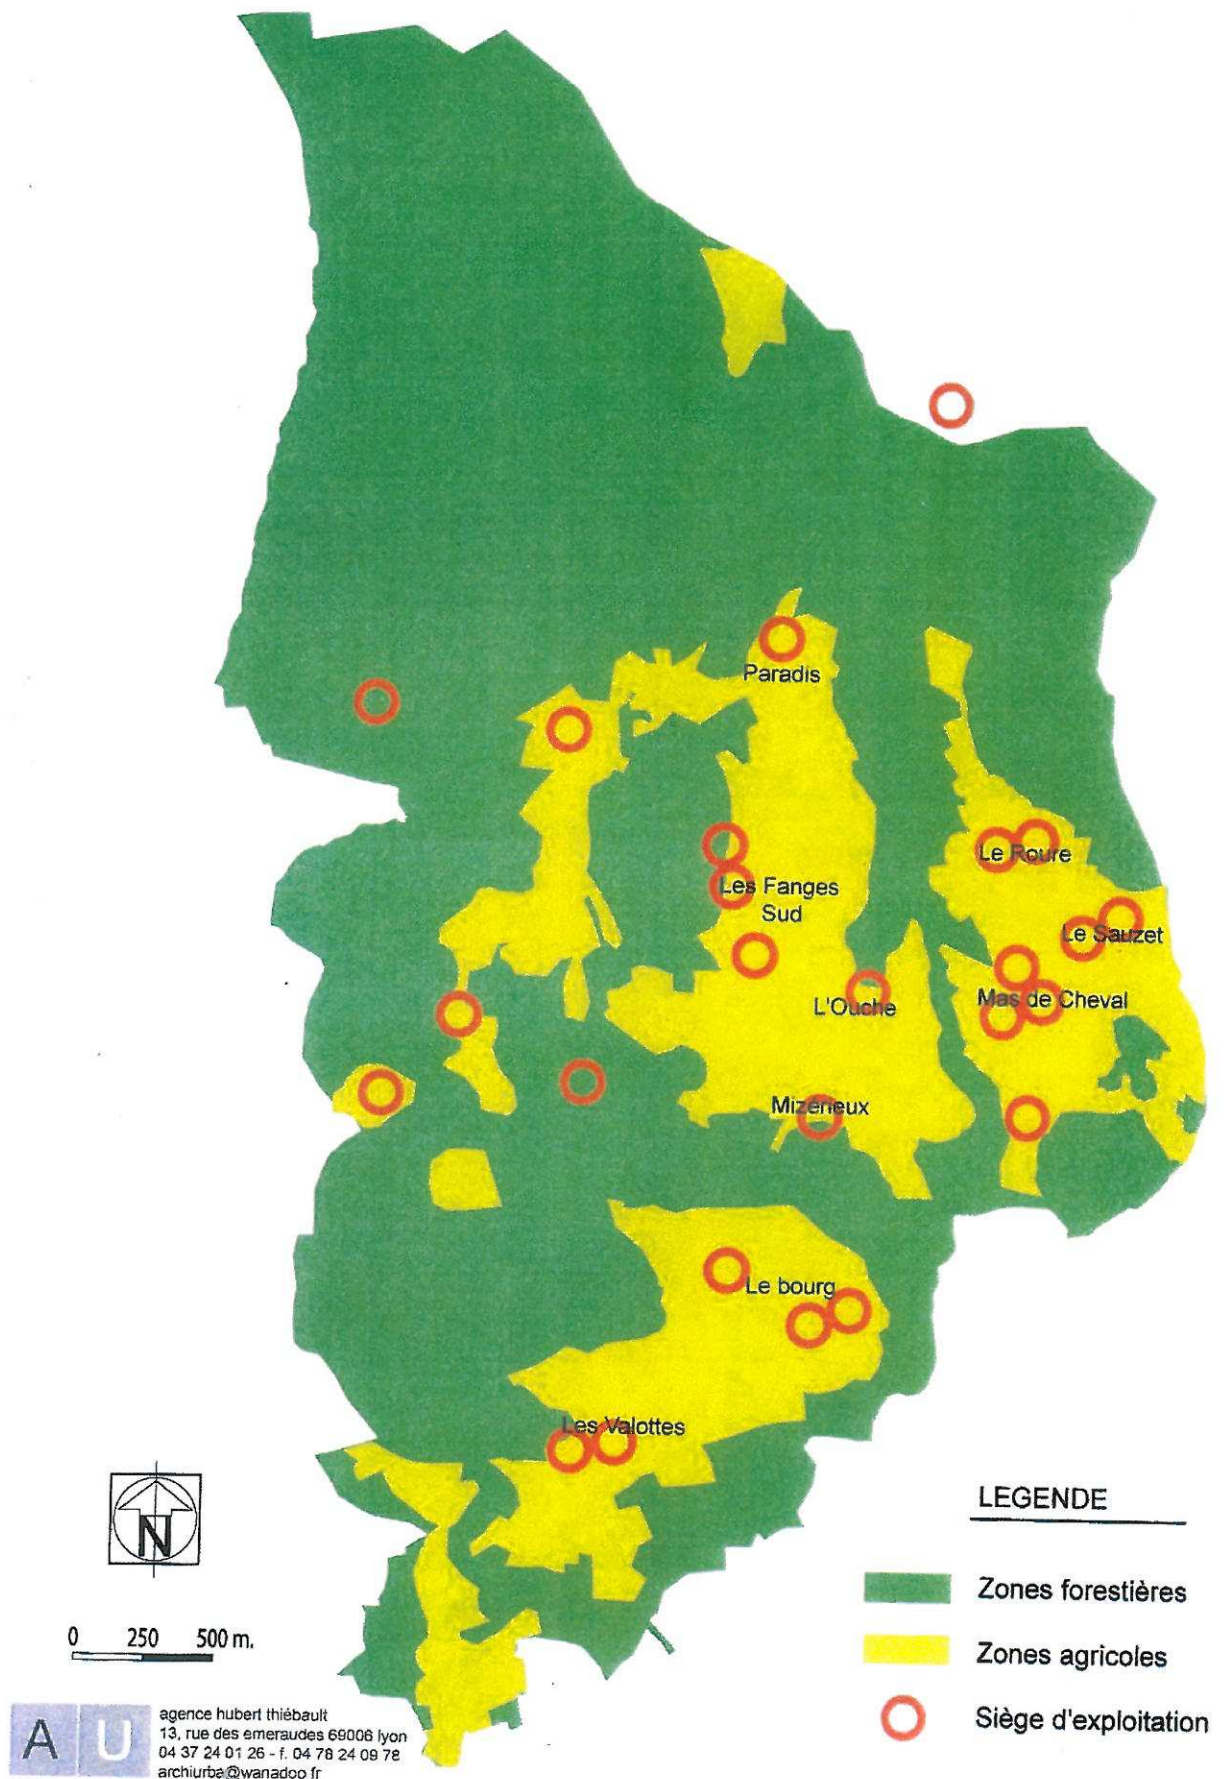 Paradis
Le Roure
Les Fanges
Sud
Le Sauzet
L'Ouche
Mas de Cheval
Mizérieux
Le bourg
Les Valottes
N
0 250 500 m.
LEGENDE
Zones forestières
Zones agricoles
Siège d'exploitation
A U
agence hubert thiébault
13, rue des emeraudes 69006 lyon
04 37 24 01 26 - f. 04 78 24 09 78
archiurba@wanadoo fr